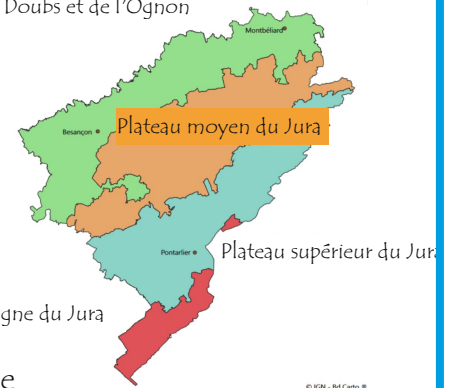 Doubs et de l'Ognon
Montbéliard
Besançon
Plateau moyen du Jura
Pontarlier
Plateau supérieur du Jura
gne du Jura
e
© IGN - Bd Carto ®